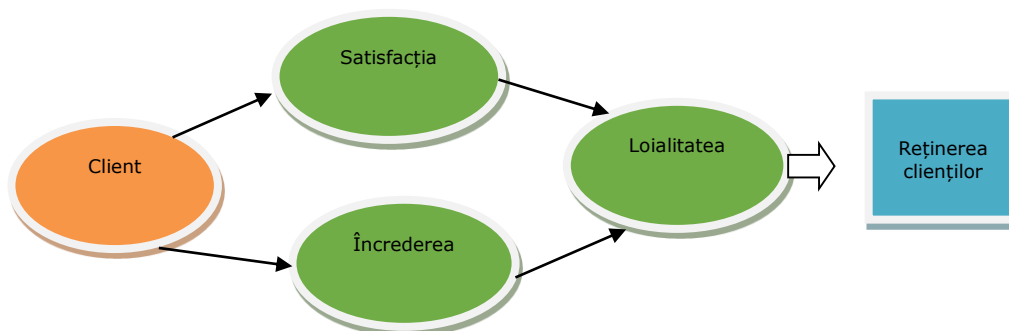 Satisfacția
Client
Loialitatea
Reținerea
clienților
Încrederea